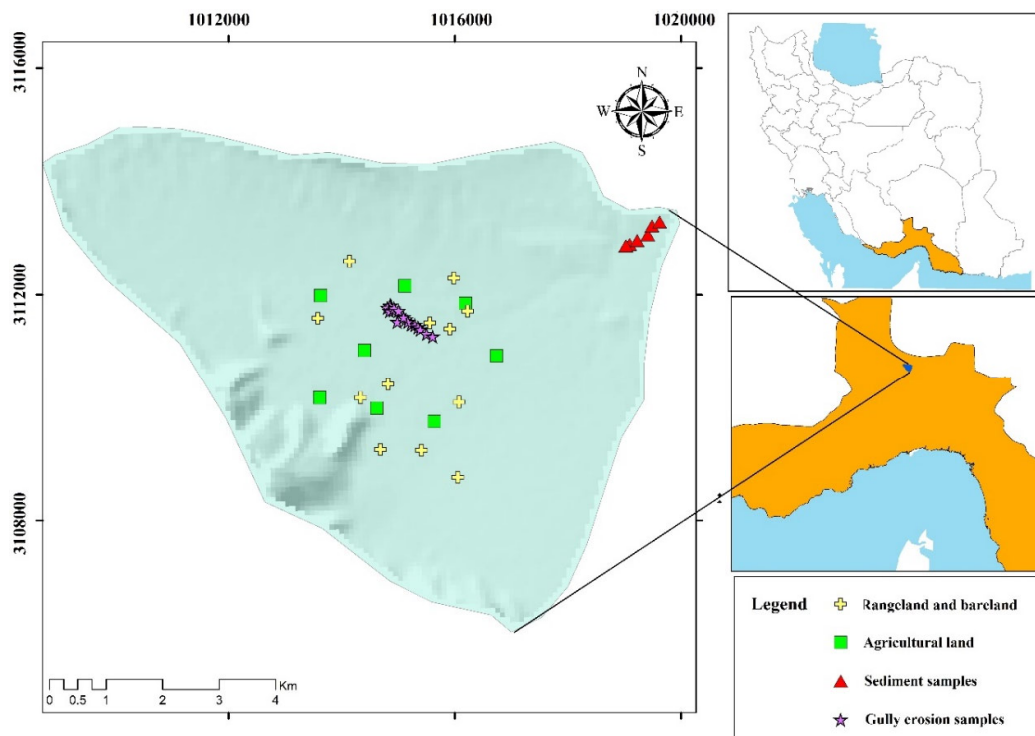 1012000 1016000 1020000
3116000
3112000
3108000
N
W E
S
Km
0 0.5 1 2 3 4
Legend
Rangeland and bareland
Agricultural land
Sediment samples
Gully erosion samples